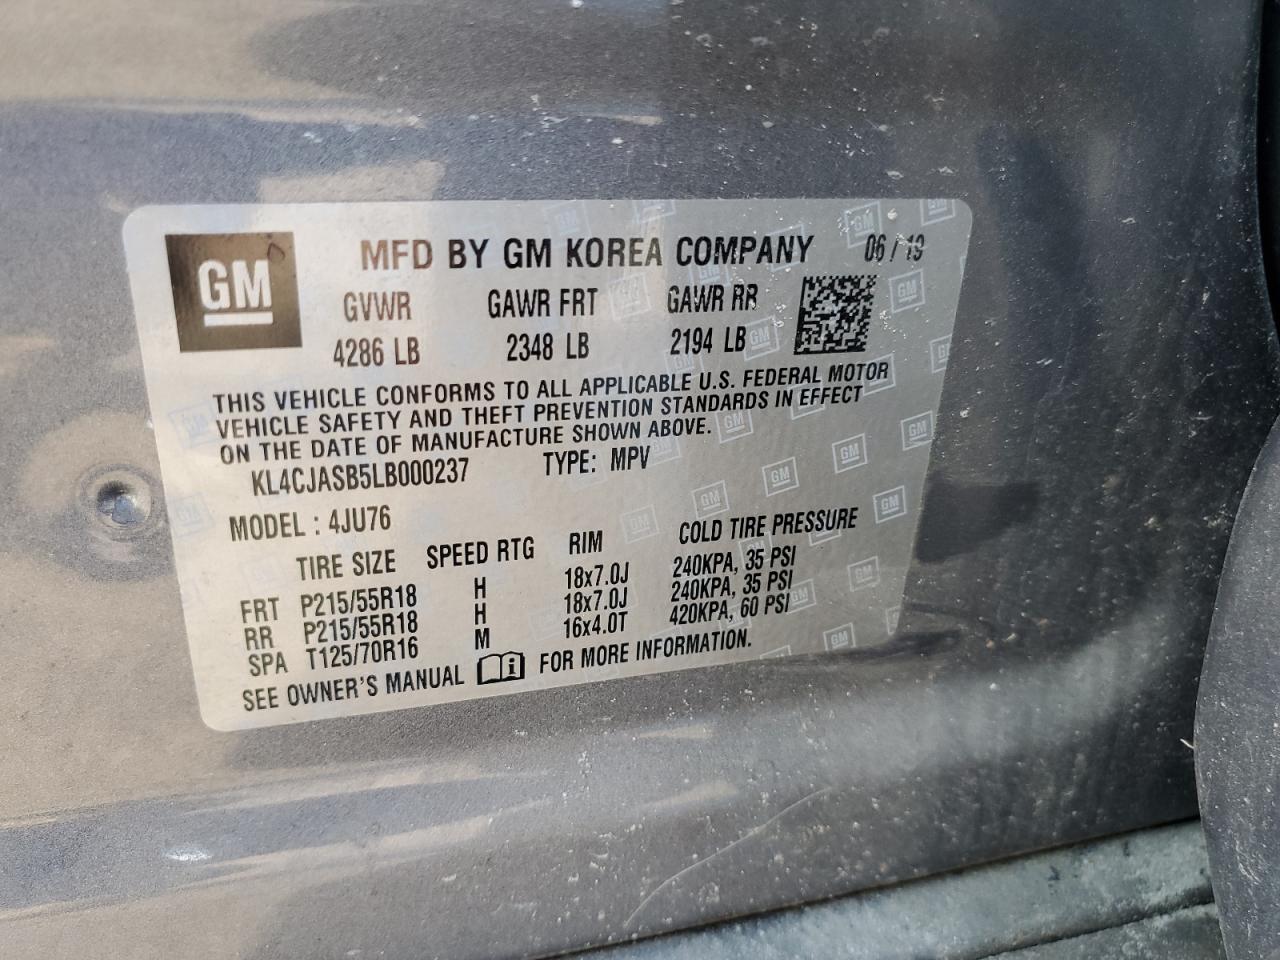 GM MFD BY GM KOREA COMPANY 06/19
GVWR GAWR FRT GAWR RR
4286 LB 2348 LB 2194 LB
THIS VEHICLE CONFORMS TO ALL APPLICABLE U.S. FEDERAL MOTOR
VEHICLE SAFETY AND THEFT PREVENTION STANDARDS IN EFFECT
ON THE DATE OF MANUFACTURE SHOWN ABOVE.
KL4CJASB5LB000237 TYPE: MPV
MODEL : 4JU76
TIRE SIZE SPEED RTG RIM COLD TIRE PRESSURE
FRT P215/55R18 H 18x7.0J 240KPA, 35 PSI
RR P215/55R18 H 18x7.0J 240KPA, 35 PSI
SPA T125/70R16 M 16x4.0T 420KPA, 60 PSI
SEE OWNER'S MANUAL FOR MORE INFORMATION.